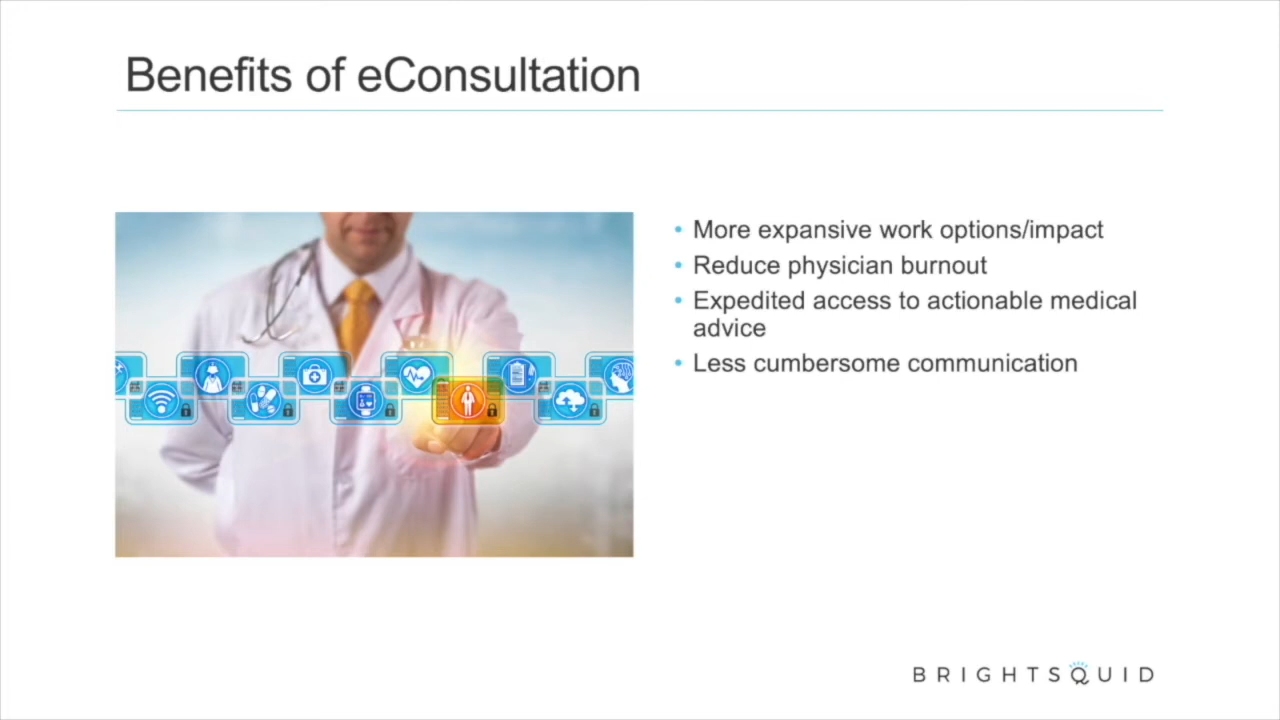 Benefits of eConsultation
• More expansive work options/impact
• Reduce physician burnout
• Expedited access to actionable medical
advice
• Less cumbersome communication
BRIGHTSQUID